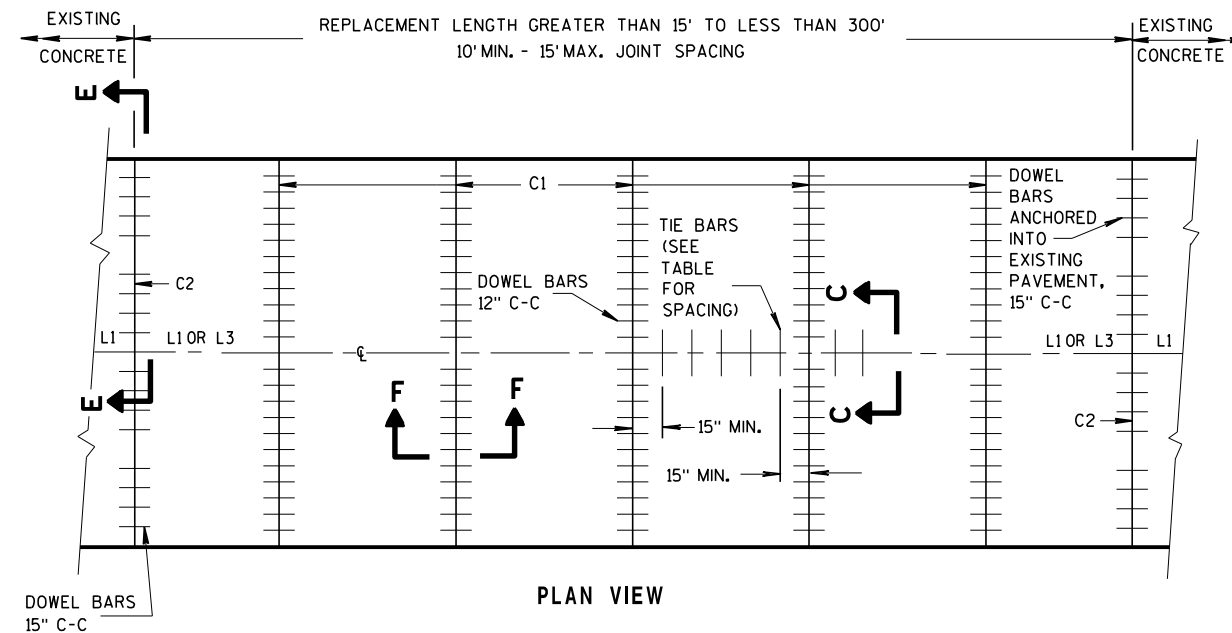 EXISTING
CONCRETE
REPLACEMENT LENGTH GREATER THAN 15' TO LESS THAN 300'
10' MIN. - 15' MAX. JOINT SPACING
EXISTING
CONCRETE
E
C1
DOWEL
BARS
ANCHORED
INTO
EXISTING
PAVEMENT,
15" C-C
TIE BARS
(SEE
TABLE
FOR
SPACING)
DOWEL BARS
12" C-C
C2
C
L1
L1 OR L3
℄
L1 OR L3
L1
E
F
F
C
C2
15" MIN.
15" MIN.
DOWEL BARS
15" C-C
PLAN VIEW